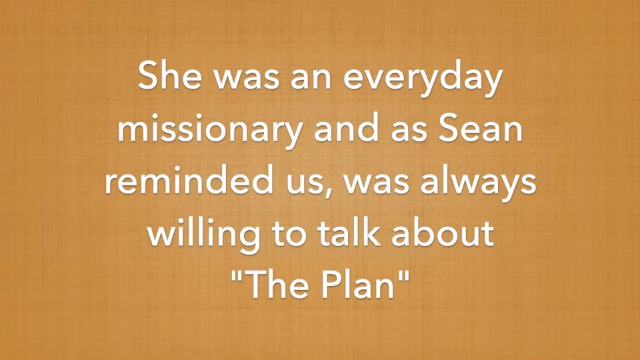 She was an everyday
missionary and as Sean
reminded us, was always
willing to talk about
"The Plan"